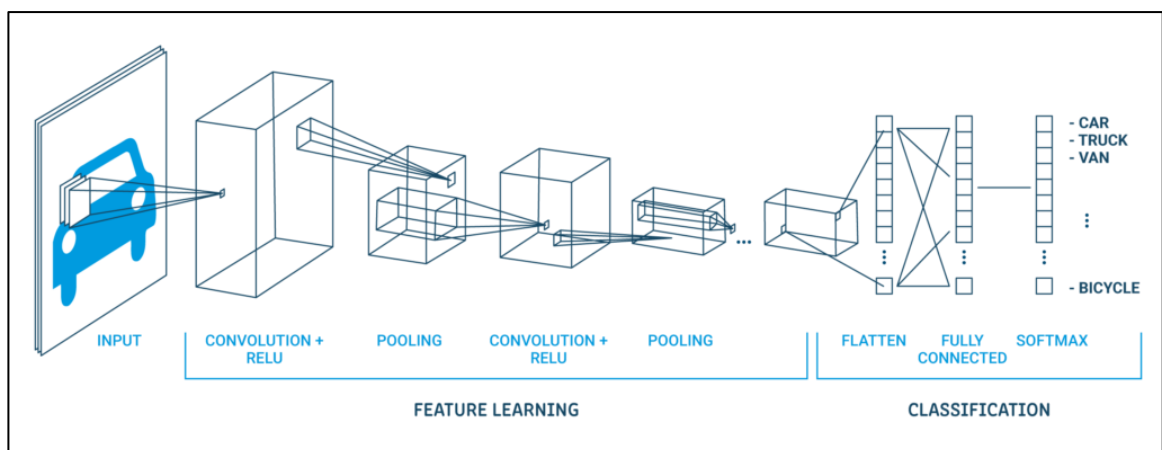 - CAR
- TRUCK
- VAN
- BICYCLE
INPUT
CONVOLUTION +
RELU
POOLING
CONVOLUTION +
RELU
POOLING
FLATTEN
FULLY
CONNECTED
SOFTMAX
FEATURE LEARNING
CLASSIFICATION